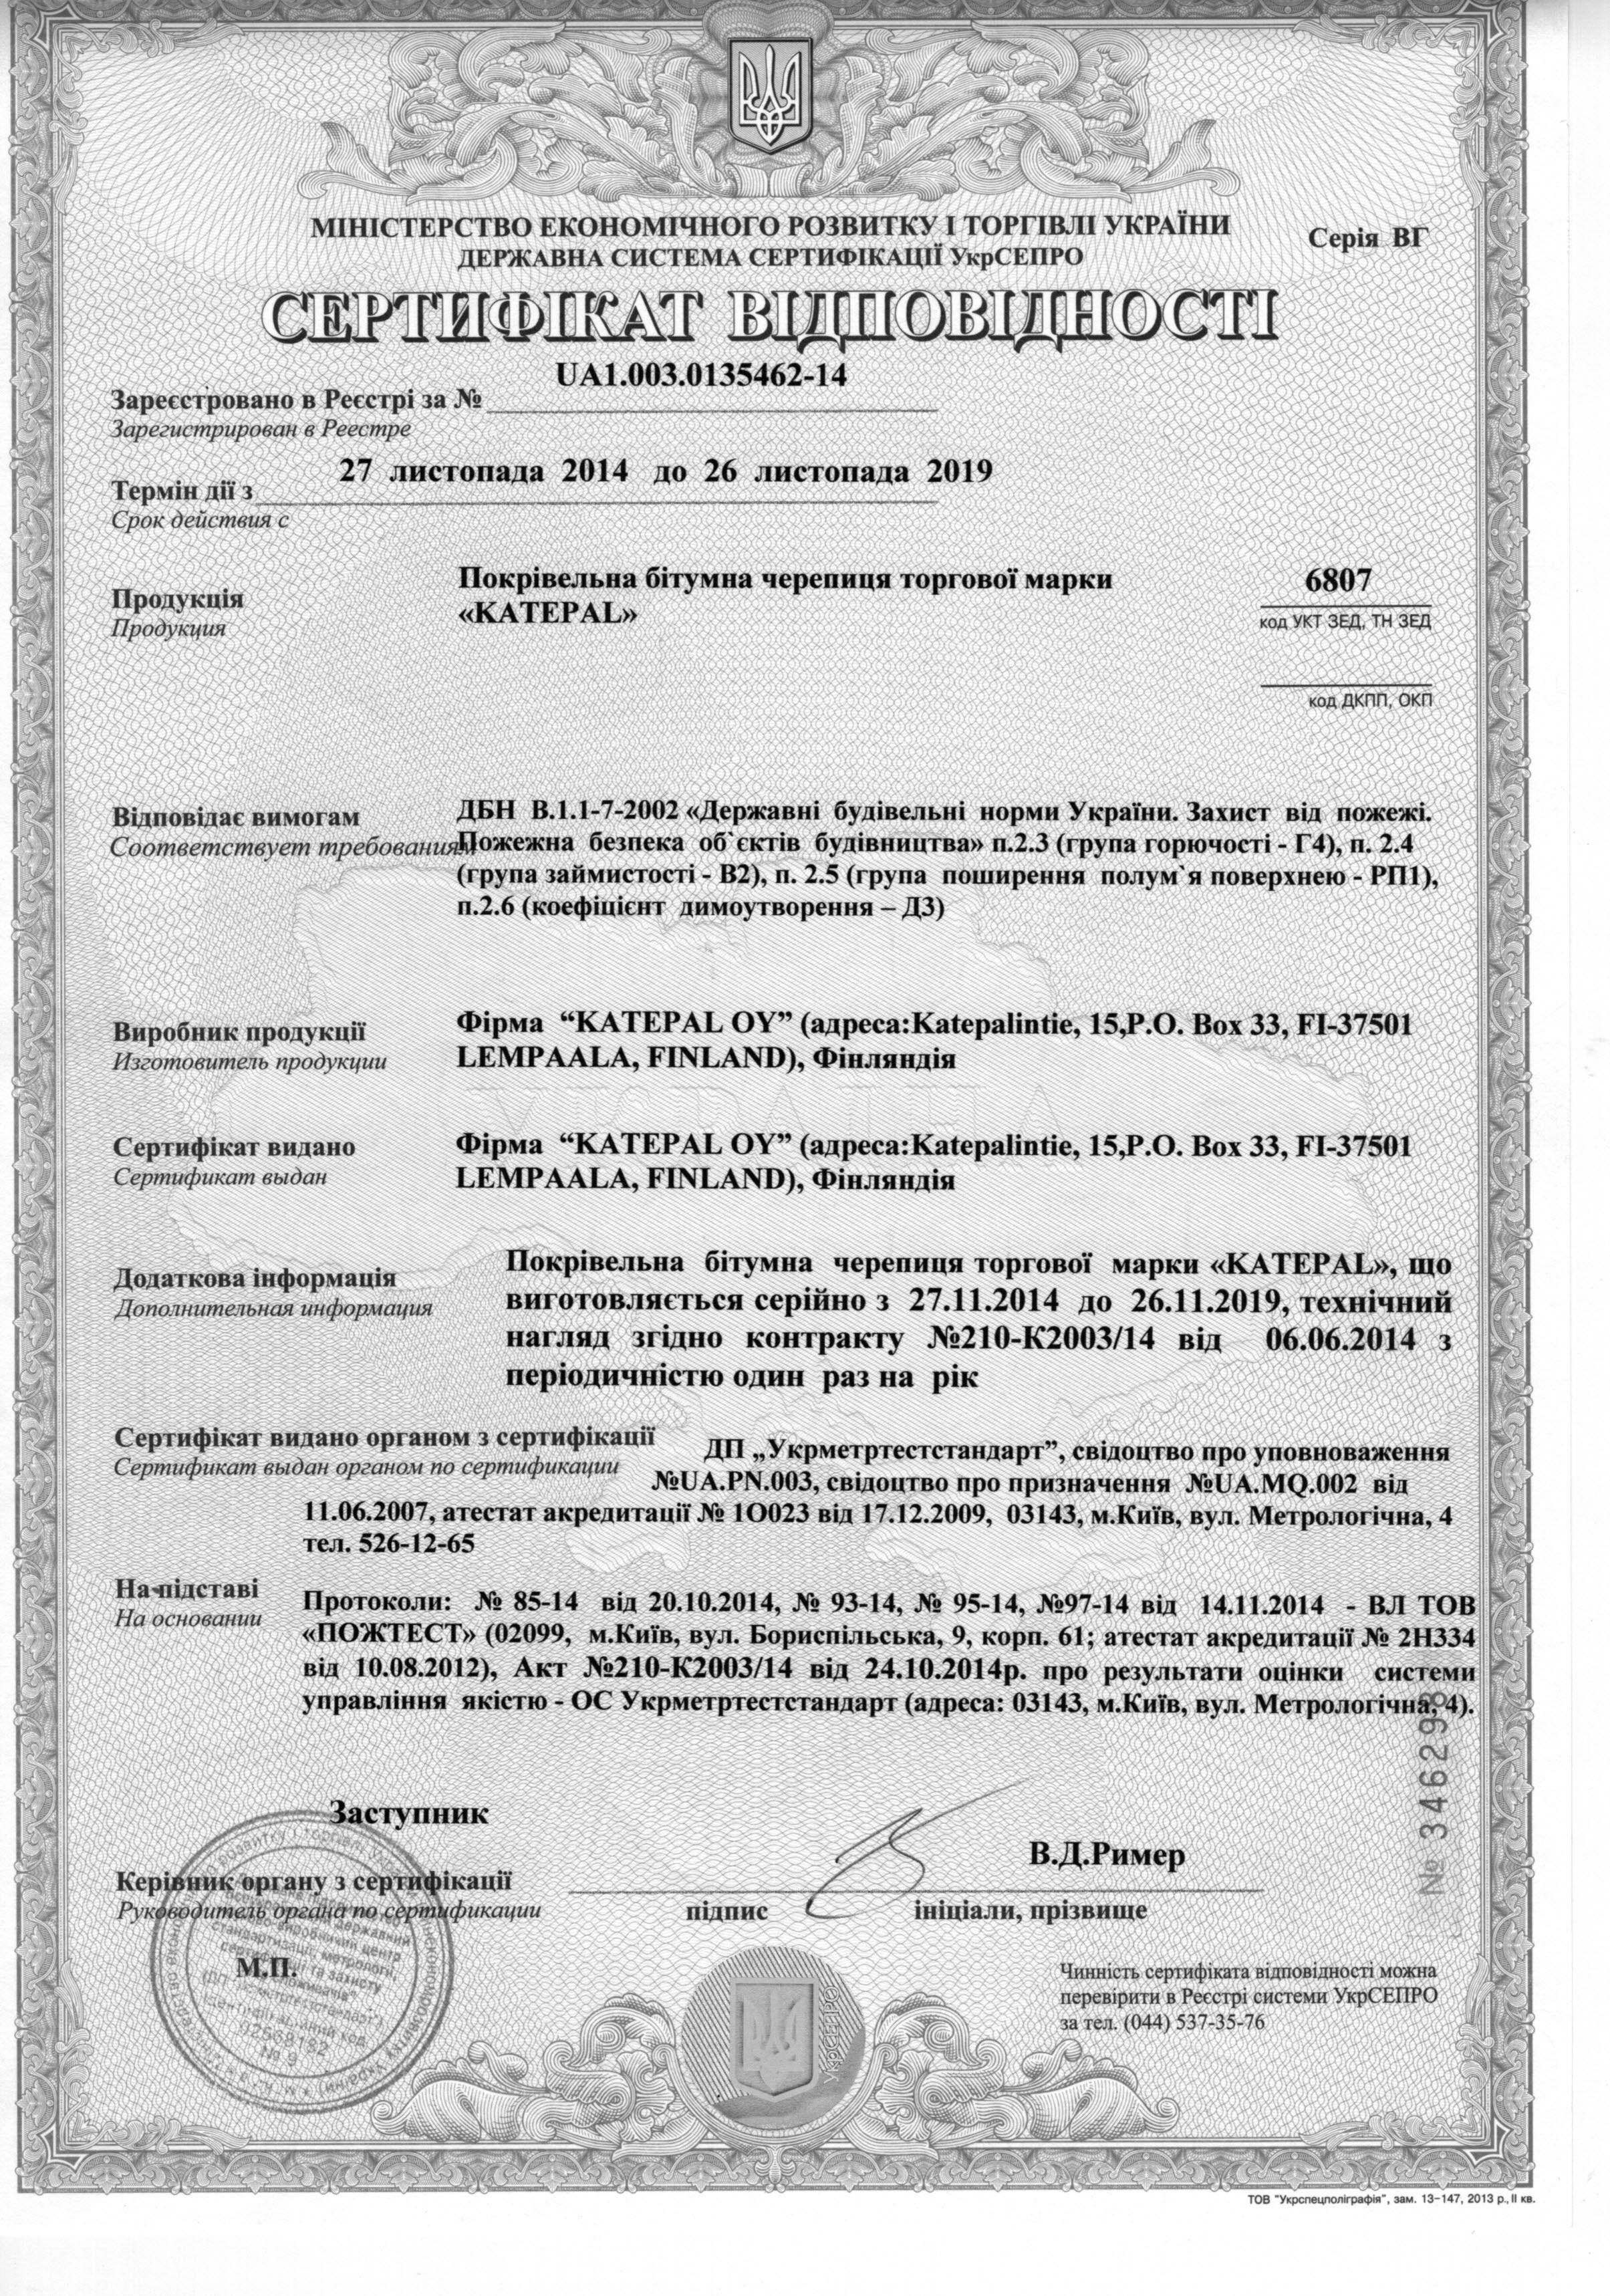 МІНІСТЕРСТВО ЕКОНОМІЧНОГО РОЗВИТКУ І ТОРГІВЛІ УКРАЇНИ
Серія ВГ
ДЕРЖАВНА СИСТЕМА СЕРТИФІКАЦІЇ УкрСЕПРО
СЕРТИФІКАТ ВІДПОВІДНОСТІ
UA1.003.0135462-14
Зареєстровано в Реєстрі за №
Зарегистрирован в Реестре
27 листопада 2014 до 26 листопада 2019
Термін дії з
Срок действия с
Продукція
Продукция
Покрівельна бітумна черепиця торгової марки
«KATEPAL»
6807
код УКТ ЗЕД, ТН ЗЕД
код ДКПП, ОКП
Відповідає вимогам
Соответствует требованиям
ДБН В.1.1-7-2002 «Державні будівельні норми України. Захист від пожежі.
Пожежна безпека об`єктів будівництва» п.2.3 (група горючості - Г4), п. 2.4
(група займистості - В2), п. 2.5 (група поширення полум`я поверхнею - РП1),
п.2.6 (коефіцієнт димоутворення – Д3)
Виробник продукції
Изготовитель продукции
Фірма “KATEPAL OY” (адреса:Katepalintie, 15,P.O. Box 33, FI-37501
LEMPAALA, FINLAND), Фінляндія
УКРАЇНА
Сертифікат видано
Сертификат выдан
Фірма “KATEPAL OY” (адреса:Katepalintie, 15,P.O. Box 33, FI-37501
LEMPAALA, FINLAND), Фінляндія
Додаткова інформація
Дополнительная информация
Покрівельна бітумна черепиця торгової марки «KATEPAL», що
виготовляється серійно з 27.11.2014 до 26.11.2019, технічний
нагляд згідно контракту №210-К2003/14 від 06.06.2014 з
періодичністю один раз на рік
Сертифікат видано органом з сертифікації
Сертификат выдан органом по сертификации
ДП „Укрметртестстандарт”, свідоцтво про уповноваження
№UA.PN.003, свідоцтво про призначення №UA.MQ.002 від
11.06.2007, атестат акредитації № 1О023 від 17.12.2009, 03143, м.Київ, вул. Метрологічна, 4
тел. 526-12-65
На підставі
На основании
Протоколи: № 85-14 від 20.10.2014, № 93-14, № 95-14, №97-14 від 14.11.2014 - ВЛ ТОВ
«ПОЖТЕСТ» (02099, м.Київ, вул. Бориспільська, 9, корп. 61; атестат акредитації № 2Н334
від 10.08.2012), Акт №210-К2003/14 від 24.10.2014р. про результати оцінки системи
управління якістю - ОС Укрметртестстандарт (адреса: 03143, м.Київ, вул. Метрологічна, 4).
№ 346298
Заступник
В.Д.Ример
Керівник органу з сертифікації
Руководитель органа по сертификации
підпис
ініціали, прізвище
М.П.
Чинність сертифіката відповідності можна
перевірити в Реєстрі системи УкрСЕПРО
за тел. (044) 537-35-76
УкрСЕПРО
ТОВ "Укрспецполіграфія", зам. 13-147, 2013 р., II кв.